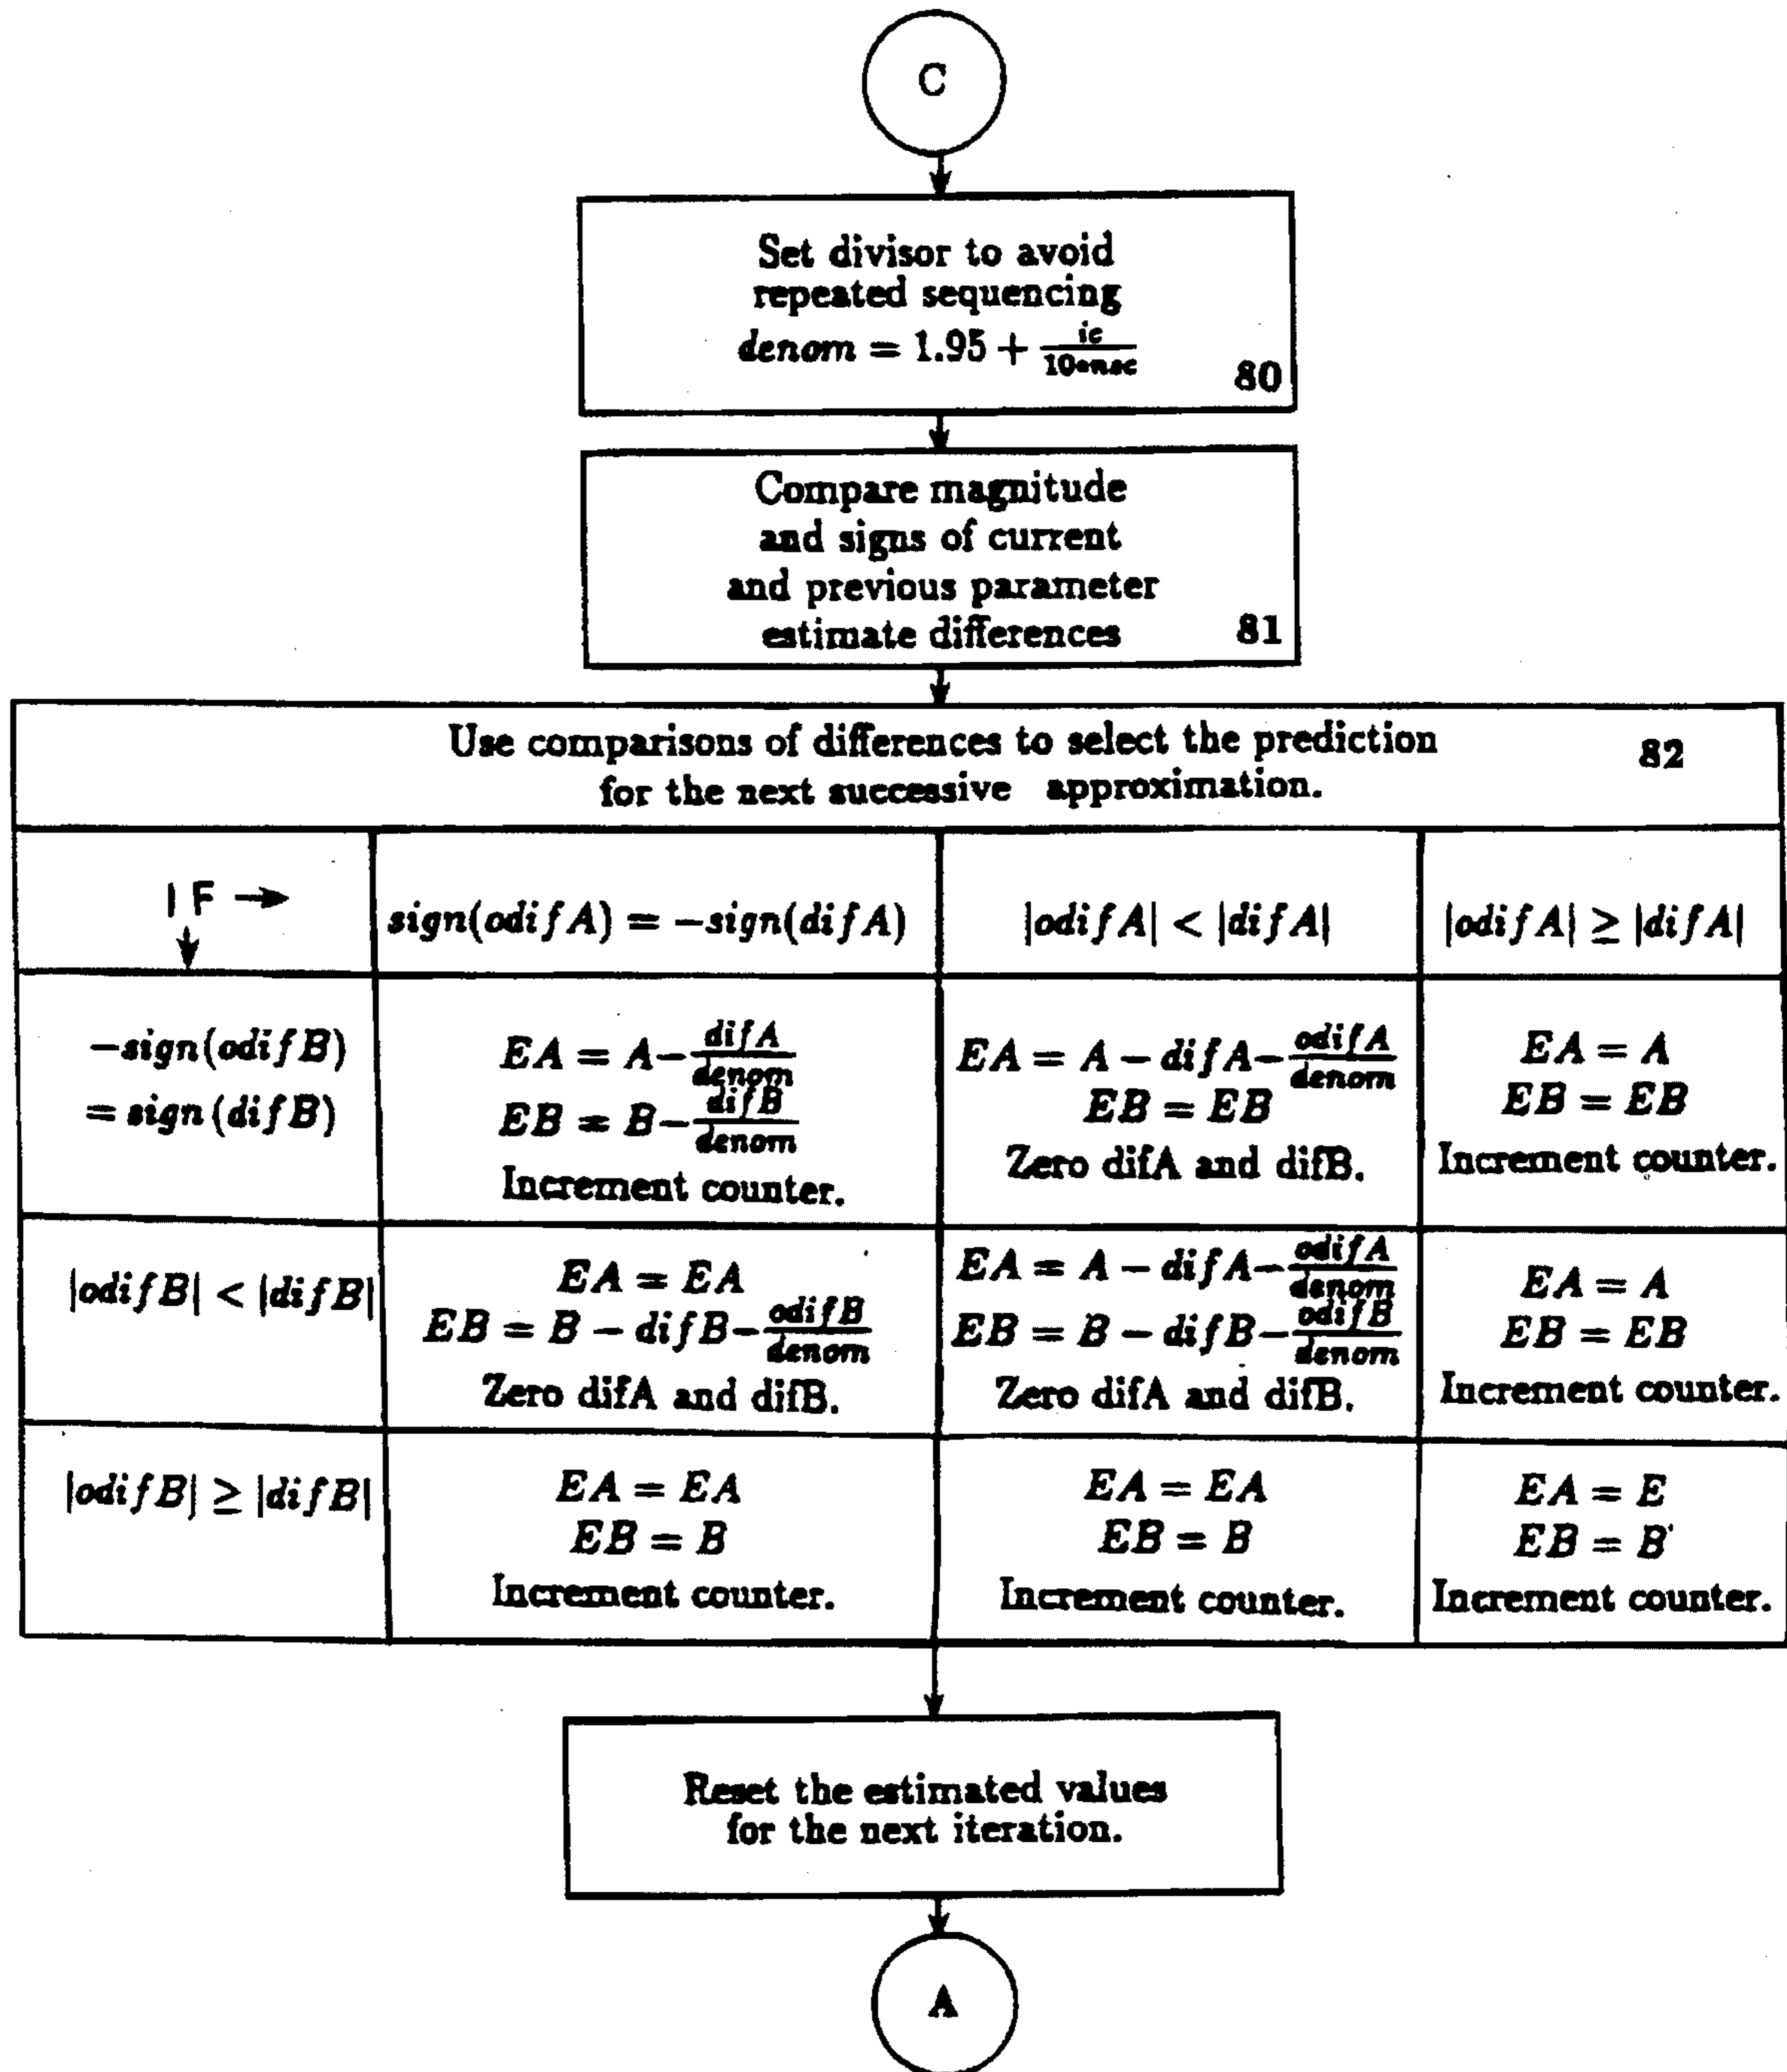 C
Set divisor to avoid
repeated sequencing
denom = 1.95 + ic/10*nsc
80
Compare magnitude
and signs of current
and previous parameter
estimate differences
81
Use comparisons of differences to select the prediction
for the next successive approximation.
82
IF →
↓
sign(odifA) = −sign(difA)
|odifA| < |difA|
|odifA| ≥ |difA|
−sign(odifB)
= sign(difB)
EA = A − difA/denom
EB = B − difB/denom
Increment counter.
EA = A − difA − odifA/denom
EB = EB
Zero difA and difB.
EA = A
EB = EB
Increment counter.
|odifB| < |difB|
EA = EA
EB = B − difB − odifB/denom
Zero difA and difB.
EA = A − difA − odifA/denom
EB = B − difB − odifB/denom
Zero difA and difB.
EA = A
EB = EB
Increment counter.
|odifB| ≥ |difB|
EA = EA
EB = B
Increment counter.
EA = EA
EB = B
Increment counter.
EA = E
EB = B
Increment counter.
Reset the estimated values
for the next iteration.
A